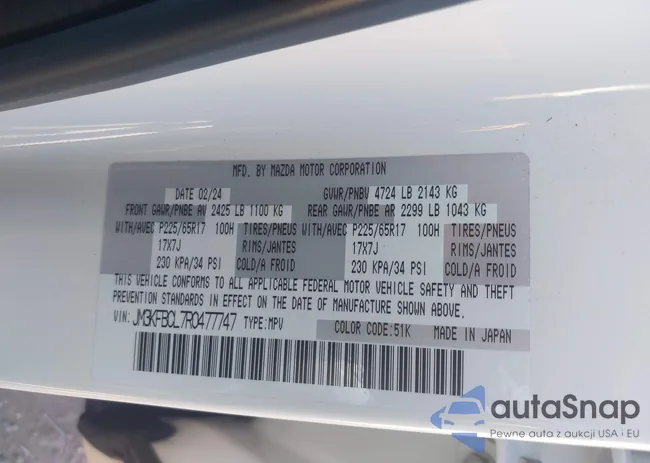 MFD. BY MAZDA MOTOR CORPORATION
DATE 02/24 GVWR/PNBV 4724 LB 2143 KG
FRONT GAWR/PNBE AV 2425 LB 1100 KG REAR GAWR/PNBE AR 2299 LB 1043 KG
WITH/AVEC P225/65R17 100H TIRES/PNEUS WITH/AVEC P225/65R17 100H TIRES/PNEUS
17X7J RIMS/JANTES 17X7J RIMS/JANTES
230 KPA/34 PSI COLD/A FROID 230 KPA/34 PSI COLD/A FROID
THIS VEHICLE CONFORMS TO ALL APPLICABLE FEDERAL MOTOR VEHICLE SAFETY AND THEFT
PREVENTION STANDARDS IN EFFECT ON THE DATE OF MANUFACTURE SHOWN ABOVE.
VIN: JM3KFBCL7R0477747 TYPE:MPV COLOR CODE:51K MADE IN JAPAN
autaSnap
Pewne auta z aukcji USA i EU